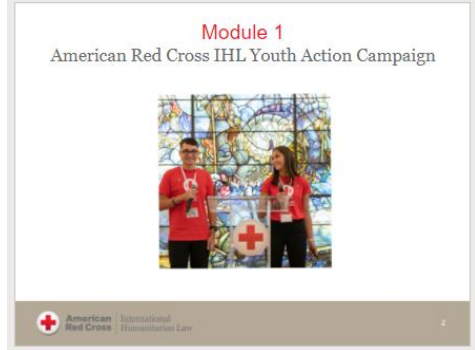 Module 1
American Red Cross IHL Youth Action Campaign
American
Red Cross
International
Humanitarian Law
2